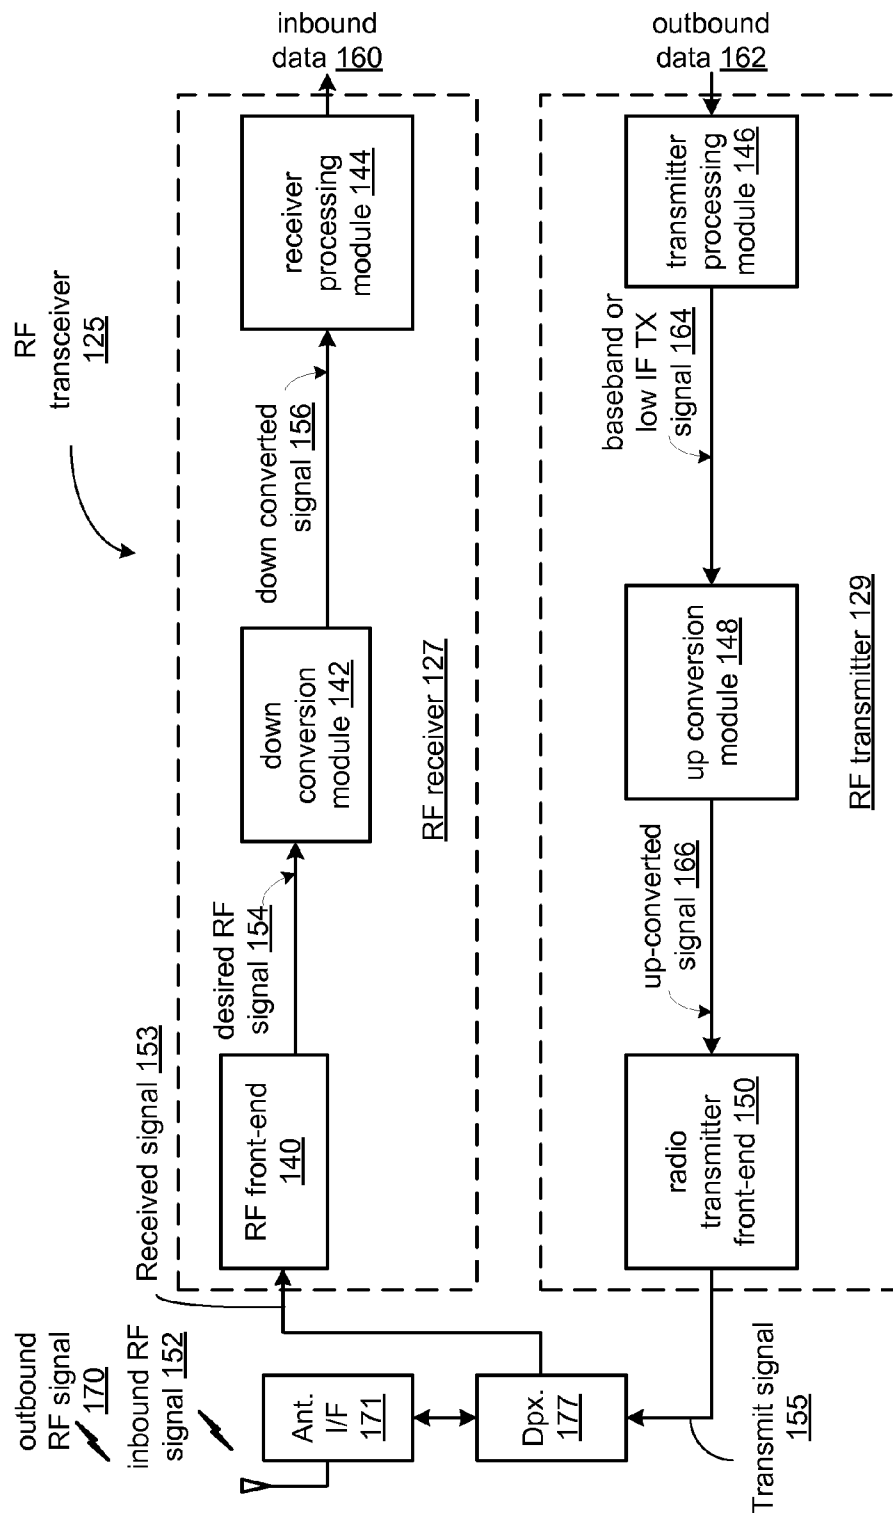 RF
transceiver
125
outbound
RF signal
170
inbound RF
signal 152
Received signal 153
Ant.
I/F
171
Dpx.
177
Transmit signal
155
RF front-end
140
desired RF
signal 154
down
conversion
module 142
down converted
signal 156
receiver
processing
module 144
inbound
data 160
RF receiver 127
radio
transmitter
front-end 150
up-converted
signal 166
up conversion
module 148
baseband or
low IF TX
signal 164
transmitter
processing
module 146
outbound
data 162
RF transmitter 129